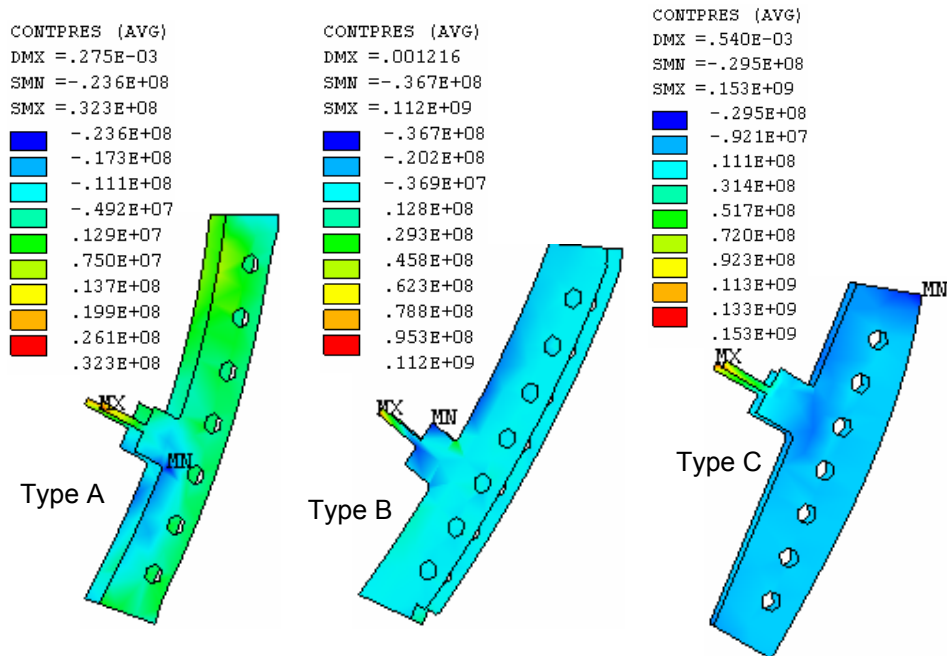 CONTPRES (AVG)
DMX =.275E-03
SMN =-.236E+08
SMX =.323E+08
-.236E+08
-.173E+08
-.111E+08
-.492E+07
.129E+07
.750E+07
.137E+08
.199E+08
.261E+08
.323E+08
MX
MN
Type A
CONTPRES (AVG)
DMX =.001216
SMN =-.367E+08
SMX =.112E+09
-.367E+08
-.202E+08
-.369E+07
.128E+08
.293E+08
.458E+08
.623E+08
.788E+08
.953E+08
.112E+09
MX
MN
Type B
CONTPRES (AVG)
DMX =.540E-03
SMN =-.295E+08
SMX =.153E+09
-.295E+08
-.921E+07
.111E+08
.314E+08
.517E+08
.720E+08
.923E+08
.113E+09
.133E+09
.153E+09
MN
MX
Type C